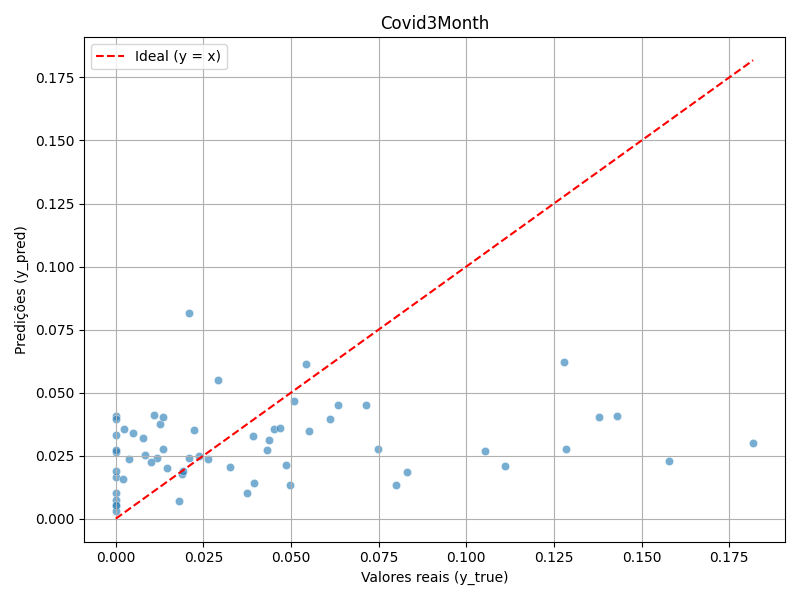 Covid3Month
Ideal (y = x)
0.175
0.150
0.125
0.100
0.075
0.050
0.025
0.000
Predições (y_pred)
0.000 0.025 0.050 0.075 0.100 0.125 0.150 0.175
Valores reais (y_true)